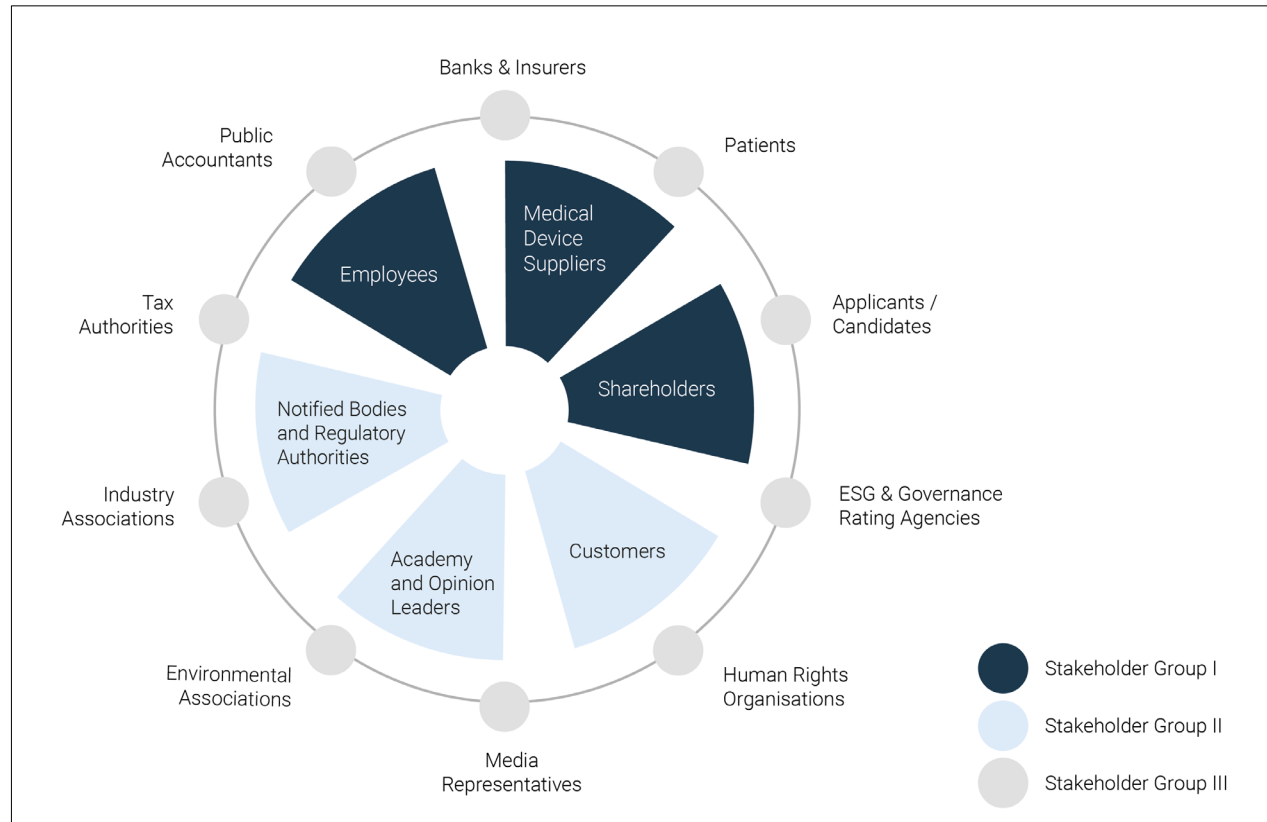 Banks & Insurers
Public
Accountants
Patients
Medical
Device
Suppliers
Employees
Tax
Authorities
Applicants /
Candidates
Shareholders
Notified Bodies
and Regulatory
Authorities
Industry
Associations
ESG & Governance
Rating Agencies
Customers
Academy
and Opinion
Leaders
Environmental
Associations
Human Rights
Organisations
Media
Representatives
Stakeholder Group I
Stakeholder Group II
Stakeholder Group III